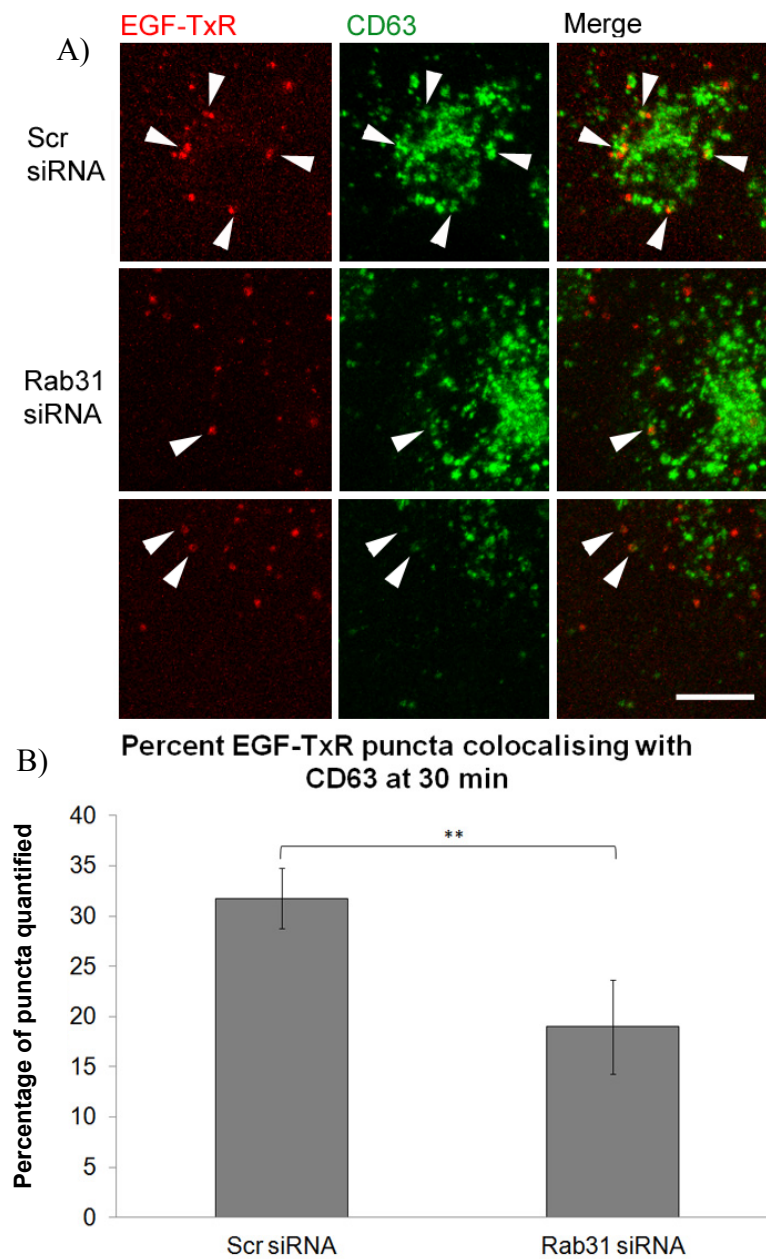 EGF-TxR CD63 Merge
A)
Scr
siRNA
Rab31
siRNA
B)
Percent EGF-TxR puncta colocalising with
CD63 at 30 min
Percentage of puncta quantified
40
35
30
25
20
15
10
5
0
**
Scr siRNA Rab31 siRNA